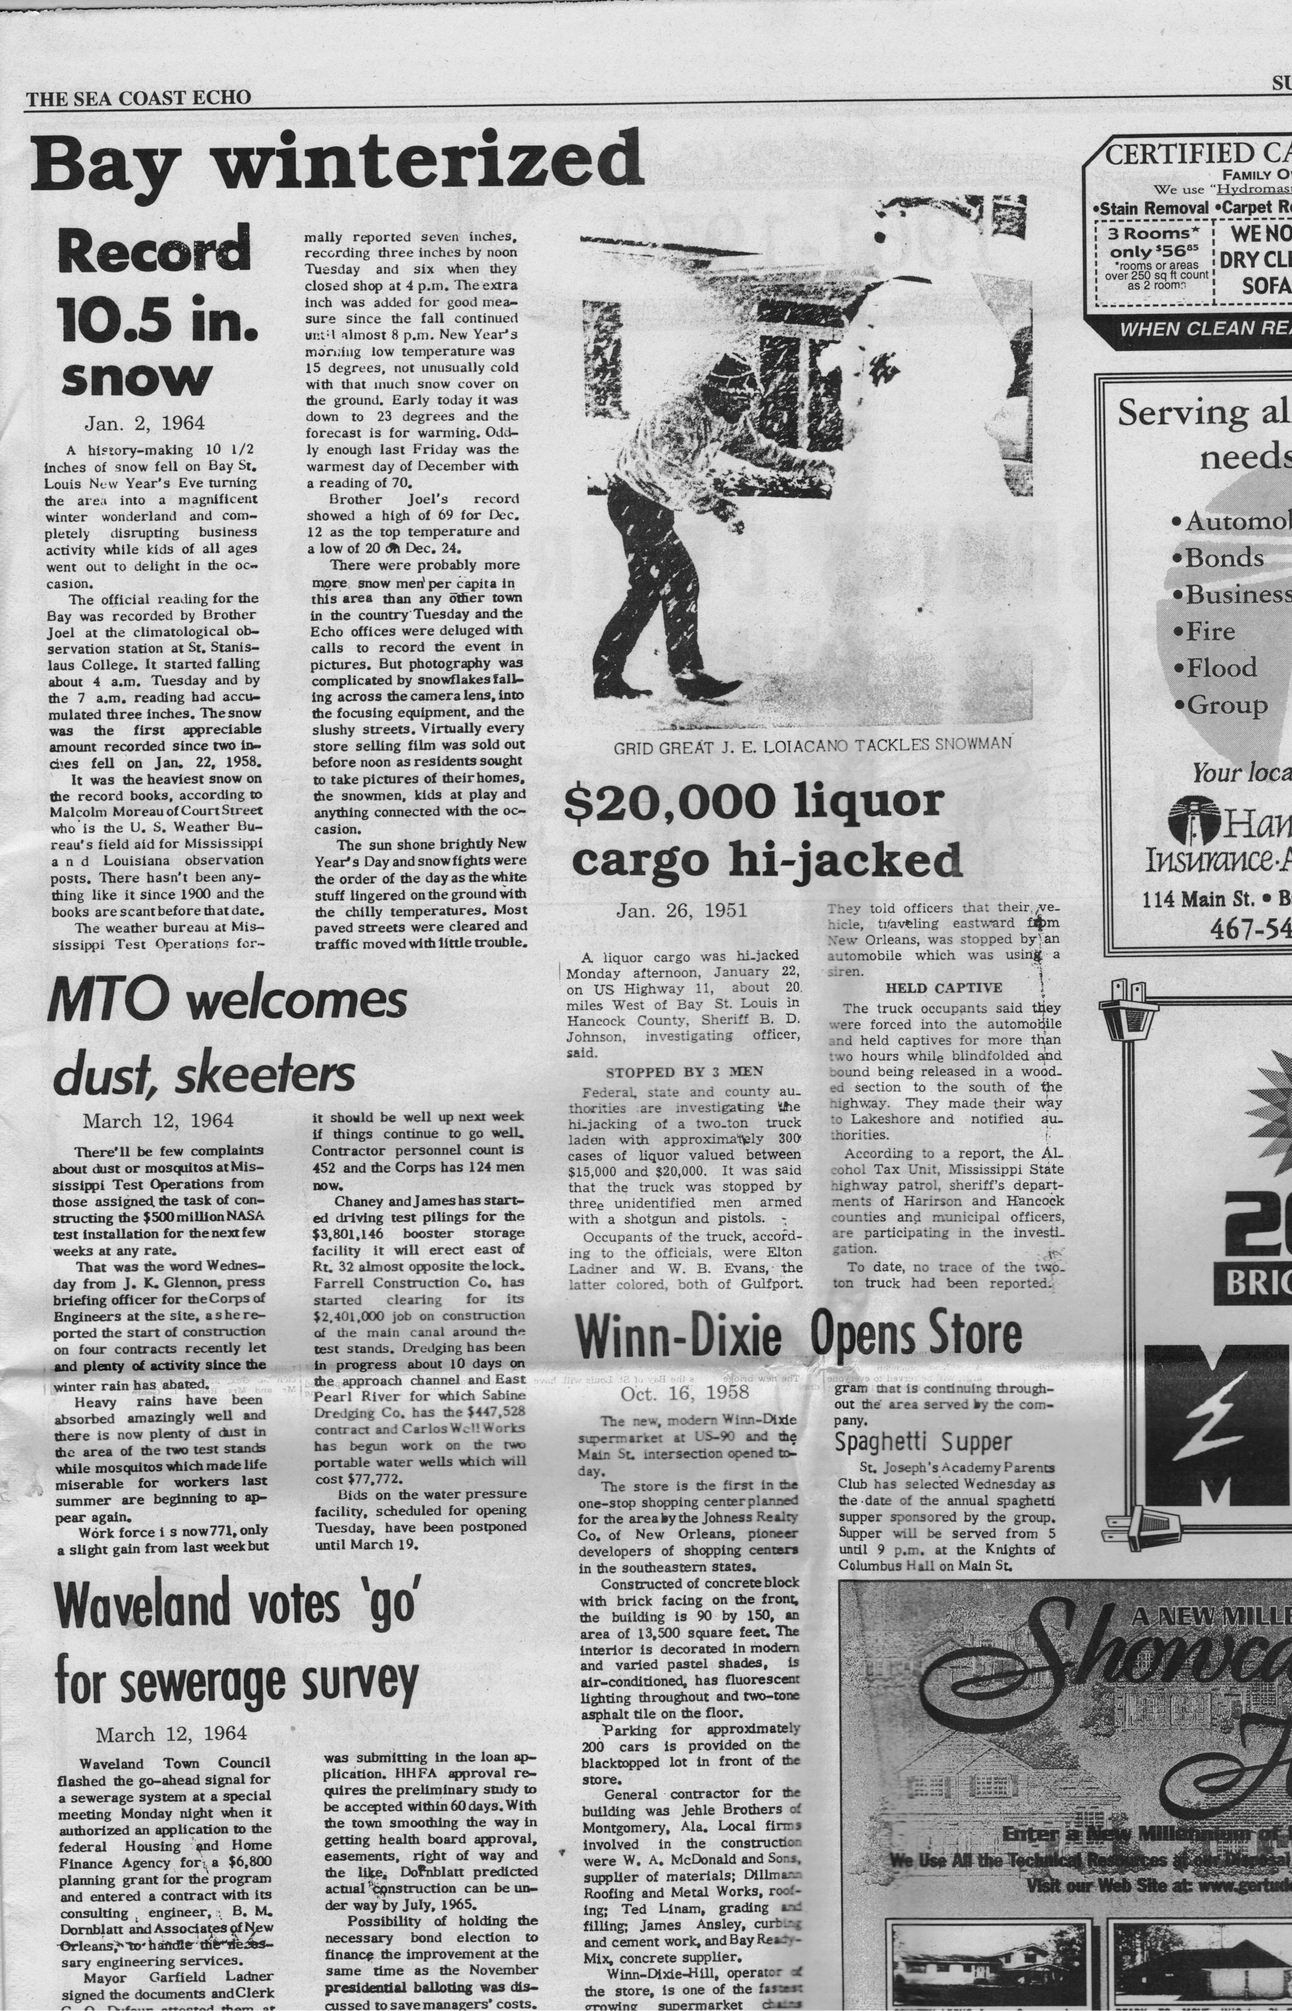 THE SEA COAST ECHO
Bay winterized
Record
10.5 in.
snow
Jan. 2, 1964
A history-making 10 1/2
inches of snow fell on Bay St.
Louis New Year's Eve turning
the area into a magnificent
winter wonderland and com-
pletely disrupting business
activity while kids of all ages
went out to delight in the oc-
casion.
The official reading for the
Bay was recorded by Brother
Joel at the climatological ob-
servation station at St. Stanis-
laus College. It started falling
about 4 a.m. Tuesday and by
the 7 a.m. reading had accu-
mulated three inches. The snow
was the first appreciable
amount recorded since two in-
ches fell on Jan. 22, 1958.
It was the heaviest snow on
the record books, according to
Malcolm Moreau of Court Street
who is the U. S. Weather Bu-
reau's field aid for Mississippi
and Louisiana observation
posts. There hasn't been any-
thing like it since 1900 and the
books are scant before that date.
The weather bureau at Mis-
sissippi Test Operations for-
mally reported seven inches,
recording three inches by noon
Tuesday and six when they
closed shop at 4 p.m. The extra
inch was added for good mea-
sure since the fall continued
until almost 8 p.m. New Year's
morning low temperature was
15 degrees, not unusually cold
with that much snow cover on
the ground. Early today it was
down to 23 degrees and the
forecast is for warming. Odd-
ly enough last Friday was the
warmest day of December with
a reading of 70.
Brother Joel's record
showed a high of 69 for Dec.
12 as the top temperature and
a low of 20 on Dec. 24.
There were probably more
more snow men per capita in
this area than any other town
in the country Tuesday and the
Echo offices were deluged with
calls to record the event in
pictures. But photography was
complicated by snowflakes fall-
ing across the camera lens, into
the focusing equipment, and the
slushy streets. Virtually every
store selling film was sold out
before noon as residents sought
to take pictures of their homes,
the snowmen, kids at play and
anything connected with the oc-
casion.
The sun shone brightly New
Year's Day and snow fights were
the order of the day as the white
stuff lingered on the ground with
the chilly temperatures. Most
paved streets were cleared and
traffic moved with little trouble.
GRID GREAT J. E. LOIACANO TACKLES SNOWMAN
$20,000 liquor
cargo hi-jacked
Jan. 26, 1951
A liquor cargo was hi-jacked
Monday afternoon, January 22,
on US Highway 11, about 20
miles West of Bay St. Louis in
Hancock County, Sheriff B. D.
Johnson, investigating officer,
said.
STOPPED BY 3 MEN
Federal, state and county au-
thorities are investigating the
hi-jacking of a two-ton truck
laden with approximately 300
cases of liquor valued between
$15,000 and $20,000. It was said
that the truck was stopped by
three unidentified men armed
with a shotgun and pistols.
Occupants of the truck, accord-
ing to the officials, were Elton
Ladner and W. B. Evans, the
latter colored, both of Gulfport.
They told officers that their ve-
hicle, traveling eastward from
New Orleans, was stopped by an
automobile which was using a
siren.
HELD CAPTIVE
The truck occupants said they
were forced into the automobile
and held captives for more than
two hours while blindfolded and
bound being released in a wood-
ed section to the south of the
highway. They made their way
to Lakeshore and notified au-
thorities.
According to a report, the Al-
cohol Tax Unit, Mississippi State
highway patrol, sheriff's depart-
ments of Harirson and Hancock
counties and municipal officers,
are participating in the investi-
gation.
To date, no trace of the two-
ton truck had been reported.
MTO welcomes
dust, skeeters
March 12, 1964
There'll be few complaints
about dust or mosquitos at Mis-
sissippi Test Operations from
those assigned the task of con-
structing the $500 million NASA
test installation for the next few
weeks at any rate.
That was the word Wednes-
day from J. K. Glennon, press
briefing officer for the Corps of
Engineers at the site, as he re-
ported the start of construction
on four contracts recently let
and plenty of activity since the
winter rain has abated.
Heavy rains have been
absorbed amazingly well and
there is now plenty of dust in
the area of the two test stands
while mosquitos which made life
miserable for workers last
summer are beginning to ap-
pear again.
Work force is now 771, only
a slight gain from last week but
it should be well up next week
if things continue to go well.
Contractor personnel count is
452 and the Corps has 124 men
now.
Chaney and James has start-
ed driving test pilings for the
$3,801,146 booster storage
facility it will erect east of
Rt. 32 almost opposite the lock.
Farrell Construction Co. has
started clearing for its
$2,401,000 job on construction
of the main canal around the
test stands. Dredging has been
in progress about 10 days on
the approach channel and East
Pearl River for which Sabine
Dredging Co. has the $447,528
contract and Carlos Well Works
has begun work on the two
portable water wells which will
cost $77,772.
Bids on the water pressure
facility, scheduled for opening
Tuesday, have been postponed
until March 19.
Winn-Dixie Opens Store
Oct. 16, 1958
The new, modern Winn-Dixie
supermarket at US-90 and the
Main St. intersection opened to-
day.
The store is the first in the
one-stop shopping center planned
for the area by the Johness Realty
Co. of New Orleans, pioneer
developers of shopping centers
in the southeastern states.
Constructed of concrete block
with brick facing on the front,
the building is 90 by 150, an
area of 13,500 square feet. The
interior is decorated in modern
and varied pastel shades, is
air-conditioned, has fluorescent
lighting throughout and two-tone
asphalt tile on the floor.
Parking for approximately
200 cars is provided on the
blacktopped lot in front of the
store.
General contractor for the
building was Jehle Brothers of
Montgomery, Ala. Local firms
involved in the construction
were W. A. McDonald and Sons,
supplier of materials; Dillmann
Roofing and Metal Works, roof-
ing; Ted Linam, grading and
filling; James Ansley, curbing
and cement work, and Bay Ready-
Mix, concrete supplier.
Winn-Dixie-Hill, operator of
the store, is one of the fastest
growing supermarket chains
gram that is continuing through-
out the area served by the com-
pany.
Spaghetti Supper
St. Joseph's Academy Parents
Club has selected Wednesday as
the date of the annual spaghetti
supper sponsored by the group.
Supper will be served from 5
until 9 p.m. at the Knights of
Columbus Hall on Main St.
Waveland votes 'go'
for sewerage survey
March 12, 1964
Waveland Town Council
flashed the go-ahead signal for
a sewerage system at a special
meeting Monday night when it
authorized an application to the
federal Housing and Home
Finance Agency for a $6,800
planning grant for the program
and entered a contract with its
consulting engineer, B. M.
Dornblatt and Associates of New
Orleans, to handle the neces-
sary engineering services.
Mayor Garfield Ladner
signed the documents and Clerk
was submitting in the loan ap-
plication. HHFA approval re-
quires the preliminary study to
be accepted within 60 days. With
the town smoothing the way in
getting health board approval,
easements, right of way and
the like, Dornblatt predicted
actual construction can be un-
der way by July, 1965.
Possibility of holding the
necessary bond election to
finance the improvement at the
same time as the November
presidential balloting was dis-
cussed to save managers' costs.
SU
CERTIFIED CA
FAMILY O
We use "Hydromas
•Stain Removal •Carpet R
3 Rooms*
only $56 85
*rooms or areas
over 250 sq ft count
as 2 rooms
WE NO
DRY CLE
SOFA
WHEN CLEAN REA
Serving al
needs
•Automo
•Bonds
•Business
•Fire
•Flood
•Group
Your loca
Han
Insurance·A
114 Main St. • B
467-54
20
BRIC
M
A NEW MILLE
Showca
H
Enter a New Millennium of
We Use All the Technical Resources at our Disposal
Visit our Web Site at: www.gertude